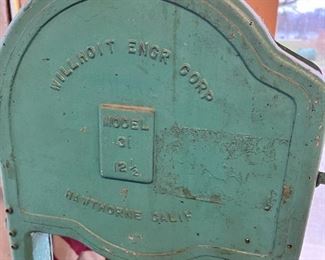 WILLHOIT ENGR CORP
MODEL
31
12½
HAWTHORNE CALIF